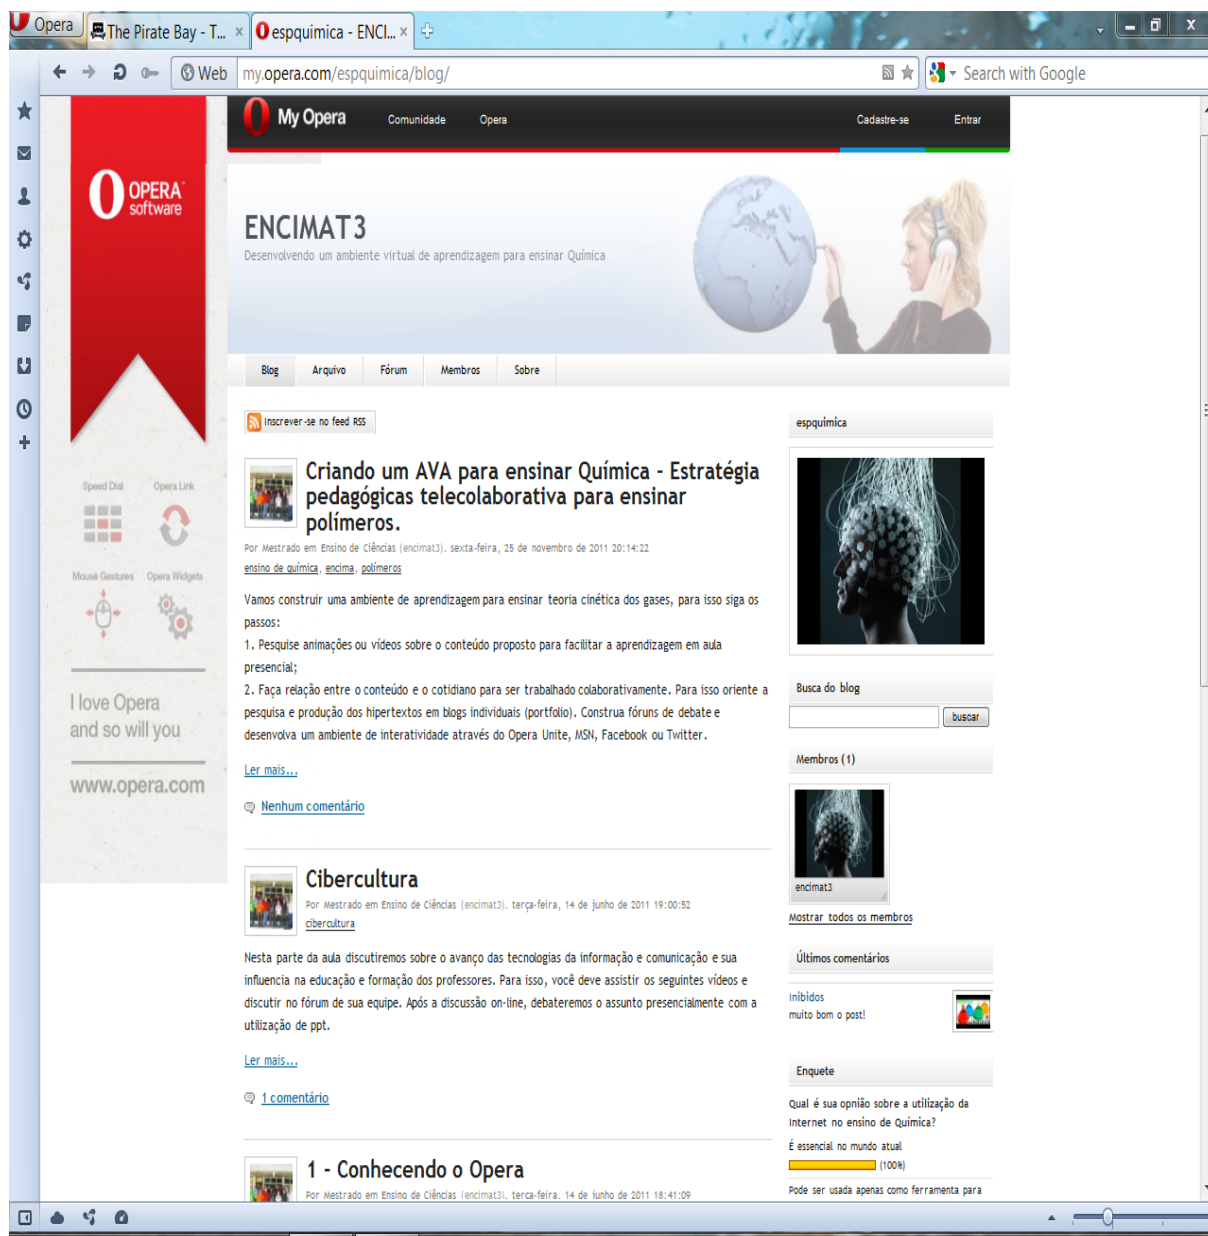 Opera
The Pirate Bay - T...
espquimica - ENCI...
Web
my.opera.com/espquimica/blog/
Search with Google
OPERA
software
My Opera
Comunidade
Opera
Cadastre-se
Entrar
ENCIMAT3
Desenvolvendo um ambiente virtual de aprendizagem para ensinar Química
Blog
Arquivo
Fórum
Membros
Sobre
Inscrever-se no feed RSS
Criando um AVA para ensinar Química - Estratégia
pedagógicas telecolaborativa para ensinar
polímeros.
Por Mestrado em Ensino de Ciências (encimat3). sexta-feira, 25 de novembro de 2011 20:14:22
ensino de química, encima, polímeros
Vamos construir uma ambiente de aprendizagem para ensinar teoria cinética dos gases, para isso siga os
passos:
1. Pesquise animações ou vídeos sobre o conteúdo proposto para facilitar a aprendizagem em aula
presencial;
2. Faça relação entre o conteúdo e o cotidiano para ser trabalhado colaborativamente. Para isso oriente a
pesquisa e produção dos hipertextos em blogs individuais (portfolio). Construa fóruns de debate e
desenvolva um ambiente de interatividade através do Opera Unite, MSN, Facebook ou Twitter.
Ler mais...
Nenhum comentário
Cibercultura
Por Mestrado em Ensino de Ciências (encimat3). terça-feira, 14 de junho de 2011 19:00:52
cibercultura
Nesta parte da aula discutiremos sobre o avanço das tecnologias da informação e comunicação e sua
influencia na educação e formação dos professores. Para isso, você deve assistir os seguintes vídeos e
discutir no fórum de sua equipe. Após a discussão on-line, debateremos o assunto presencialmente com a
utilização de ppt.
Ler mais...
1 comentário
1 - Conhecendo o Opera
Por Mestrado em Ensino de Ciências (encimat3). terça-feira, 14 de junho de 2011 18:41:09
espquimica
Busca do blog
buscar
Membros (1)
encimat3
Mostrar todos os membros
Últimos comentários
Inibidos
muito bom o post!
Enquete
Qual é sua opnião sobre a utilização da
Internet no ensino de Química?
É essencial no mundo atual
(100%)
Pode ser usada apenas como ferramenta para
Speed Dial
Opera Link
Mouse Gestures
Opera Widgets
I love Opera
and so will you
www.opera.com